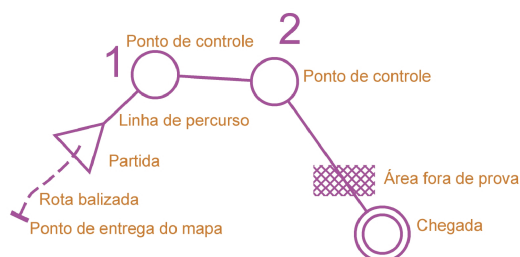 2
Ponto de controle
1
Ponto de controle
Linha de percurso
Partida
Área fora de prova
Rota balizada
Chegada
Ponto de entrega do mapa